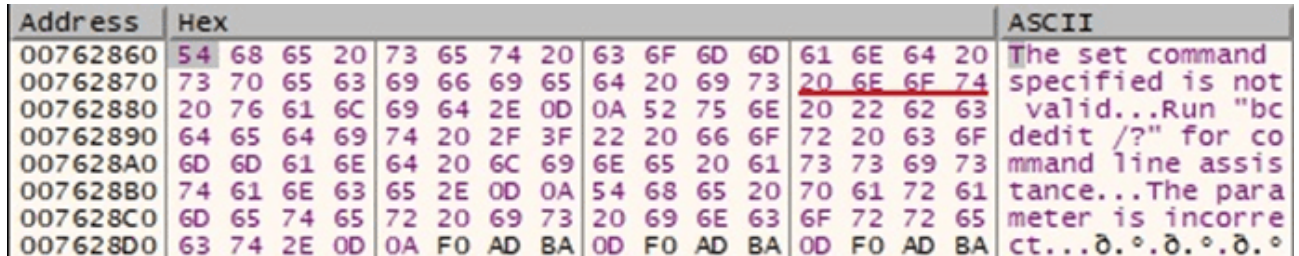 Address Hex ASCII
00762860 54 68 65 20 73 65 74 20 63 6F 6D 6D 61 6E 64 20 The set command
00762870 73 70 65 63 69 66 69 65 64 20 69 73 20 6E 6F 74 specified is not
00762880 20 76 61 6C 69 64 2E 0D 0A 52 75 6E 20 22 62 63 valid...Run "bc
00762890 64 65 64 69 74 20 2F 3F 22 20 66 6F 72 20 63 6F dedit /?" for co
007628A0 6D 6D 61 6E 64 20 6C 69 6E 65 20 61 73 73 69 73 mmand line assis
007628B0 74 61 6E 63 65 2E 0D 0A 54 68 65 20 70 61 72 61 tance...The para
007628C0 6D 65 74 65 72 20 69 73 20 69 6E 63 6F 72 72 65 meter is incorre
007628D0 63 74 2E 0D 0A F0 AD BA 0D F0 AD BA 0D F0 AD BA ct...ð.º.ð.º.ð.º